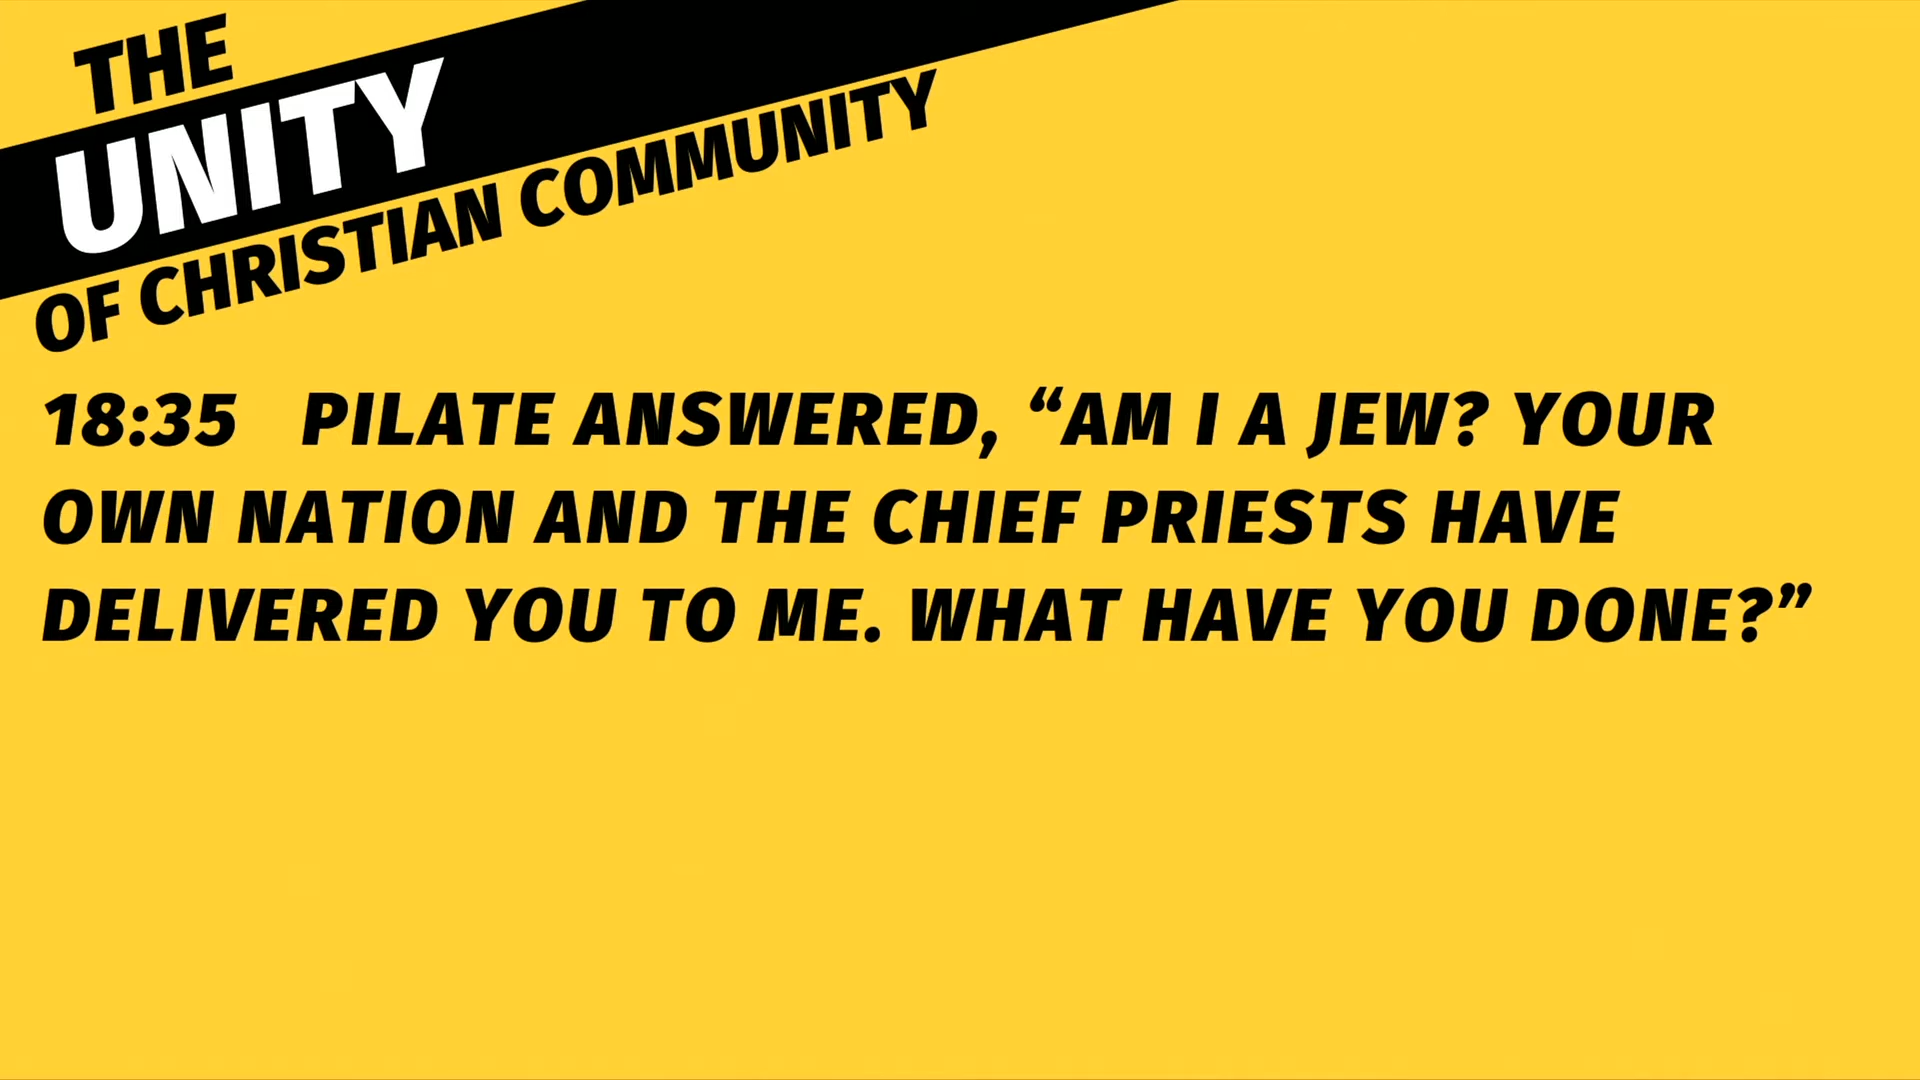 THE
UNITY
OF CHRISTIAN COMMUNITY
18:35 PILATE ANSWERED, “AM I A JEW? YOUR
OWN NATION AND THE CHIEF PRIESTS HAVE
DELIVERED YOU TO ME. WHAT HAVE YOU DONE?”